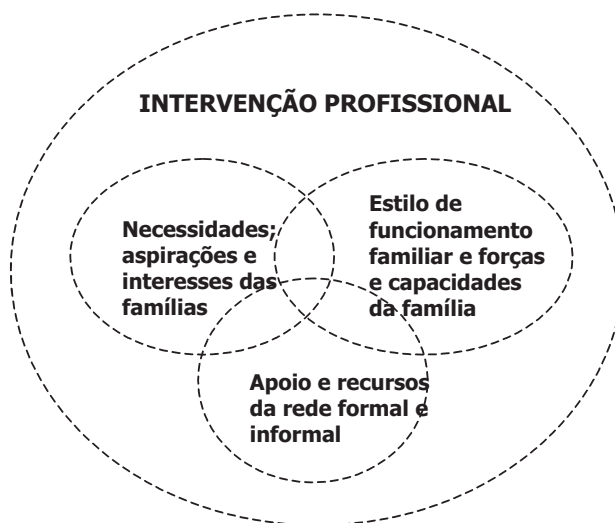 INTERVENÇÃO PROFISSIONAL
Necessidades;
aspirações e
interesses das
famílias
Estilo de
funcionamento
familiar e forças
e capacidades
da família
Apoio e recursos
da rede formal e
informal